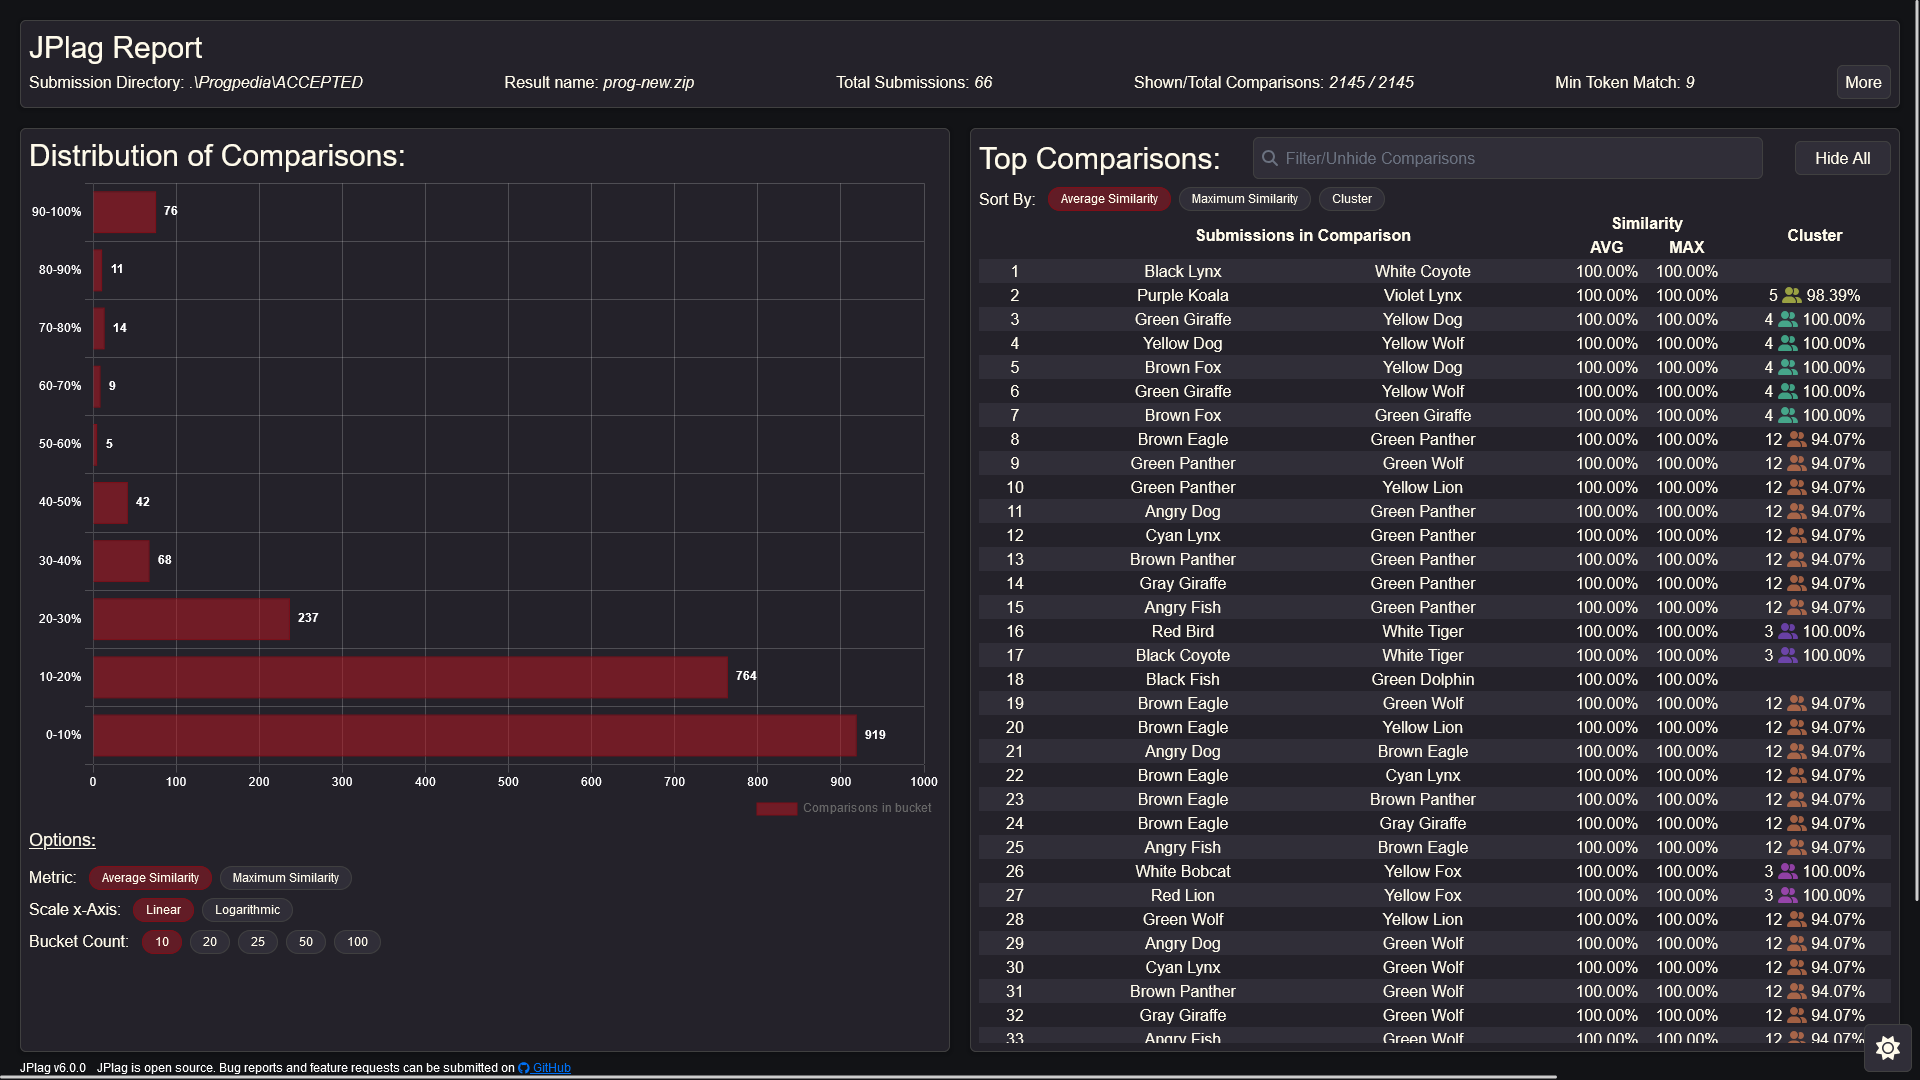 JPlag Report
Submission Directory: .\Progpedia\ACCEPTED Result name: prog-new.zip Total Submissions: 66 Shown/Total Comparisons: 2145 / 2145 Min Token Match: 9 More
Distribution of Comparisons:
90-100% 76
80-90% 11
70-80% 14
60-70% 9
50-60% 5
40-50% 42
30-40% 68
20-30% 237
10-20% 764
0-10% 919
0 100 200 300 400 500 600 700 800 900 1000
Comparisons in bucket
Options:
Metric: Average Similarity Maximum Similarity
Scale x-Axis: Linear Logarithmic
Bucket Count: 10 20 25 50 100
Top Comparisons: Filter/Unhide Comparisons Hide All
Sort By: Average Similarity Maximum Similarity Cluster
Submissions in Comparison Similarity Cluster
AVG MAX
1 Black Lynx White Coyote 100.00% 100.00%
2 Purple Koala Violet Lynx 100.00% 100.00% 5 98.39%
3 Green Giraffe Yellow Dog 100.00% 100.00% 4 100.00%
4 Yellow Dog Yellow Wolf 100.00% 100.00% 4 100.00%
5 Brown Fox Yellow Dog 100.00% 100.00% 4 100.00%
6 Green Giraffe Yellow Wolf 100.00% 100.00% 4 100.00%
7 Brown Fox Green Giraffe 100.00% 100.00% 4 100.00%
8 Brown Eagle Green Panther 100.00% 100.00% 12 94.07%
9 Green Panther Green Wolf 100.00% 100.00% 12 94.07%
10 Green Panther Yellow Lion 100.00% 100.00% 12 94.07%
11 Angry Dog Green Panther 100.00% 100.00% 12 94.07%
12 Cyan Lynx Green Panther 100.00% 100.00% 12 94.07%
13 Brown Panther Green Panther 100.00% 100.00% 12 94.07%
14 Gray Giraffe Green Panther 100.00% 100.00% 12 94.07%
15 Angry Fish Green Panther 100.00% 100.00% 12 94.07%
16 Red Bird White Tiger 100.00% 100.00% 3 100.00%
17 Black Coyote White Tiger 100.00% 100.00% 3 100.00%
18 Black Fish Green Dolphin 100.00% 100.00%
19 Brown Eagle Green Wolf 100.00% 100.00% 12 94.07%
20 Brown Eagle Yellow Lion 100.00% 100.00% 12 94.07%
21 Angry Dog Brown Eagle 100.00% 100.00% 12 94.07%
22 Brown Eagle Cyan Lynx 100.00% 100.00% 12 94.07%
23 Brown Eagle Brown Panther 100.00% 100.00% 12 94.07%
24 Brown Eagle Gray Giraffe 100.00% 100.00% 12 94.07%
25 Angry Fish Brown Eagle 100.00% 100.00% 12 94.07%
26 White Bobcat Yellow Fox 100.00% 100.00% 3 100.00%
27 Red Lion Yellow Fox 100.00% 100.00% 3 100.00%
28 Green Wolf Yellow Lion 100.00% 100.00% 12 94.07%
29 Angry Dog Green Wolf 100.00% 100.00% 12 94.07%
30 Cyan Lynx Green Wolf 100.00% 100.00% 12 94.07%
31 Brown Panther Green Wolf 100.00% 100.00% 12 94.07%
32 Gray Giraffe Green Wolf 100.00% 100.00% 12 94.07%
33 Angry Fish Green Wolf 100.00% 100.00% 12 94.07%
JPlag v6.0.0 JPlag is open source. Bug reports and feature requests can be submitted on GitHub